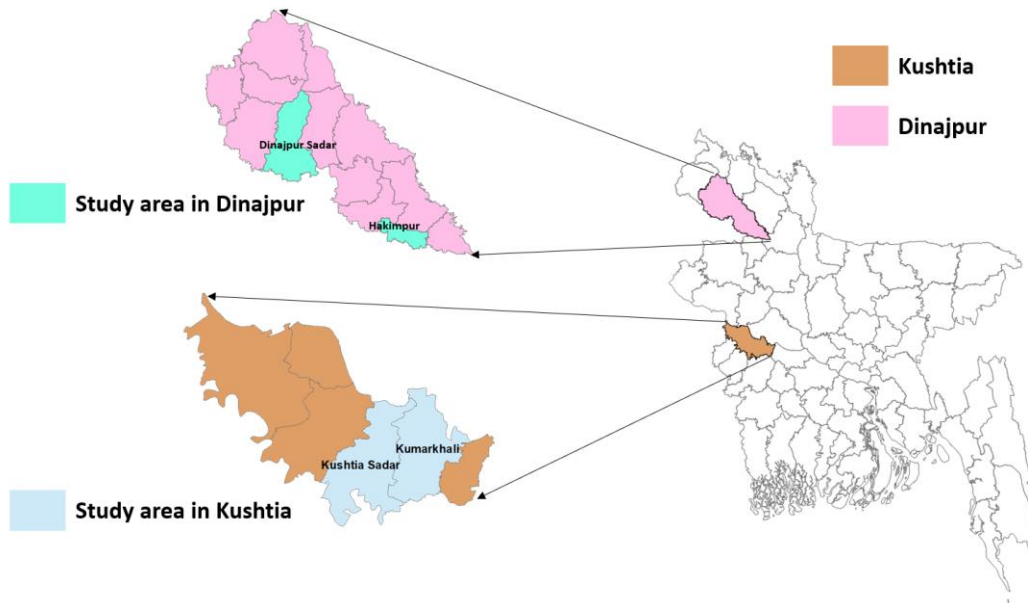 Kushtia
Dinajpur
Dinajpur Sadar
Study area in Dinajpur
Hakimpur
Kumarkhali
Kushtia Sadar
Study area in Kushtia